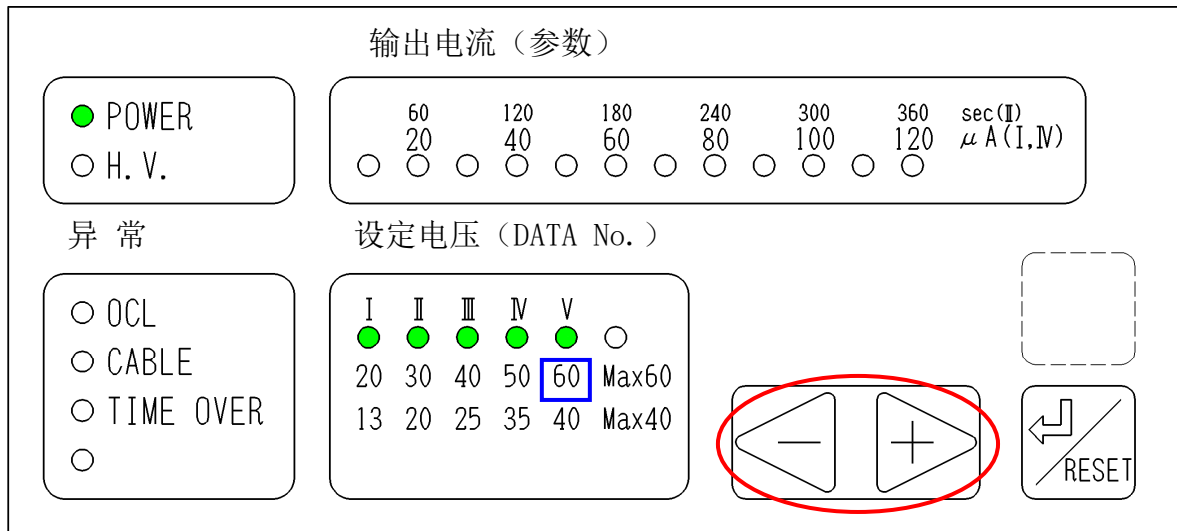 输出电流（参数）
POWER
H.V.
60 120 180 240 300 360 sec(Ⅱ)
20 40 60 80 100 120 μA(Ⅰ,Ⅳ)
异 常
设定电压（DATA No.）
OCL
CABLE
TIME OVER
Ⅰ Ⅱ Ⅲ Ⅳ Ⅴ
20 30 40 50 60 Max60
13 20 25 35 40 Max40
− +
RESET